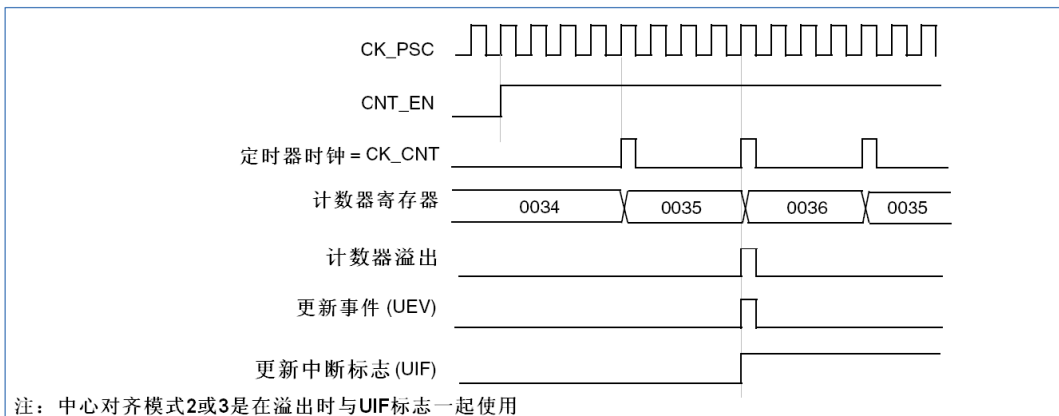 CK_PSC
CNT_EN
定时器时钟 = CK_CNT
计数器寄存器
0034 0035 0036 0035
计数器溢出
更新事件 (UEV)
更新中断标志 (UIF)
注：中心对齐模式2或3是在溢出时与UIF标志一起使用